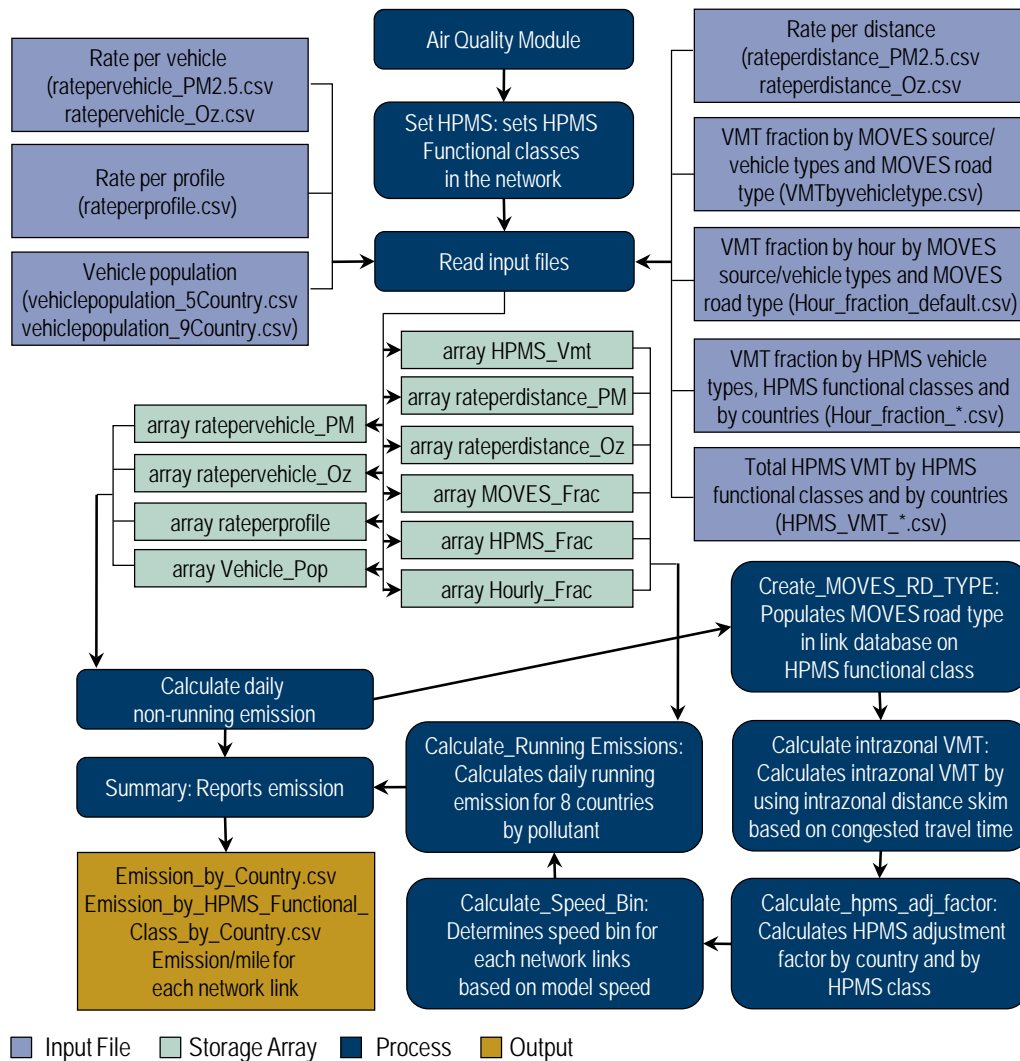 Air Quality Module
Set HPMS: sets HPMS
Functional classes
in the network
Read input files
Rate per vehicle
(ratepervehicle_PM2.5.csv
ratepervehicle_Oz.csv
Rate per profile
(rateperprofile.csv)
Vehicle population
(vehiclepopulation_5Country.csv
vehiclepopulation_9Country.csv)
Rate per distance
(rateperdistance_PM2.5.csv
rateperdistance_Oz.csv
VMT fraction by MOVES source/
vehicle types and MOVES road
type (VMTbyvehicletype.csv)
VMT fraction by hour by MOVES
source/vehicle types and MOVES
road type (Hour_fraction_default.csv)
VMT fraction by HPMS vehicle
types, HPMS functional classes and
by countries (Hour_fraction_*.csv)
Total HPMS VMT by HPMS
functional classes and by countries
(HPMS_VMT_*.csv)
array HPMS_Vmt
array rateperdistance_PM
array rateperdistance_Oz
array MOVES_Frac
array HPMS_Frac
array Hourly_Frac
array ratepervehicle_PM
array ratepervehicle_Oz
array rateperprofile
array Vehicle_Pop
Calculate daily
non-running emission
Summary: Reports emission
Emission_by_Country.csv
Emission_by_HPMS_Functional_
Class_by_Country.csv
Emission/mile for
each network link
Create_MOVES_RD_TYPE:
Populates MOVES road type
in link database on
HPMS functional class
Calculate intrazonal VMT:
Calculates intrazonal VMT by
using intrazonal distance skim
based on congested travel time
Calculate_hpms_adj_factor:
Calculates HPMS adjustment
factor by country and by
HPMS class
Calculate_Speed_Bin:
Determines speed bin for
each network links
based on model speed
Calculate_Running Emissions:
Calculates daily running
emission for 8 countries
by pollutant
Input File
Storage Array
Process
Output